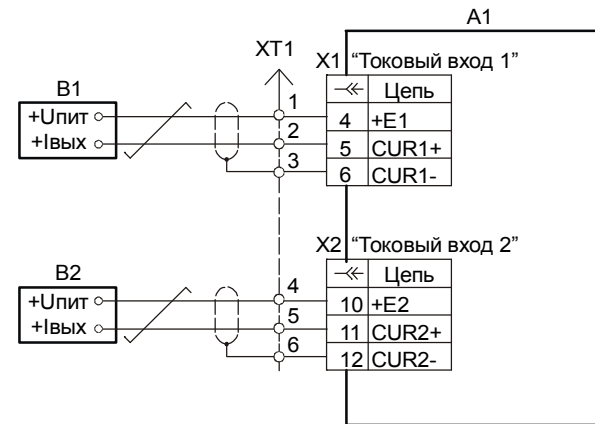 A1
XT1
X1 “Токовый вход 1”
B1
Цепь
+Uпит
1
4 +E1
+Iвых
2
5 CUR1+
3
6 CUR1-
X2 “Токовый вход 2”
B2
Цепь
+Uпит
4
10 +E2
+Iвых
5
11 CUR2+
6
12 CUR2-